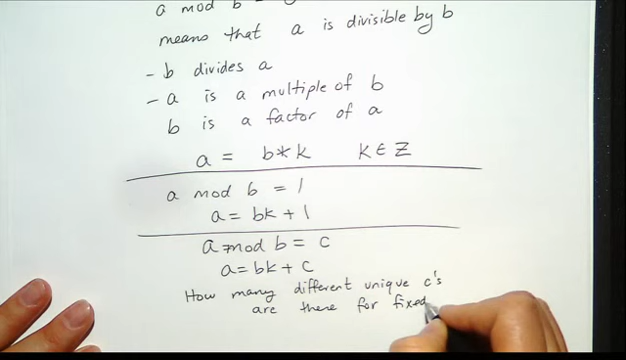 a mod b =
means that a is divisible by b
- b divides a
- a is a multiple of b
b is a factor of a
a = b*k k ∈ Z
a mod b = 1
a = bk + 1
a mod b = c
a = bk + c
How many different unique c's
are there for fixed